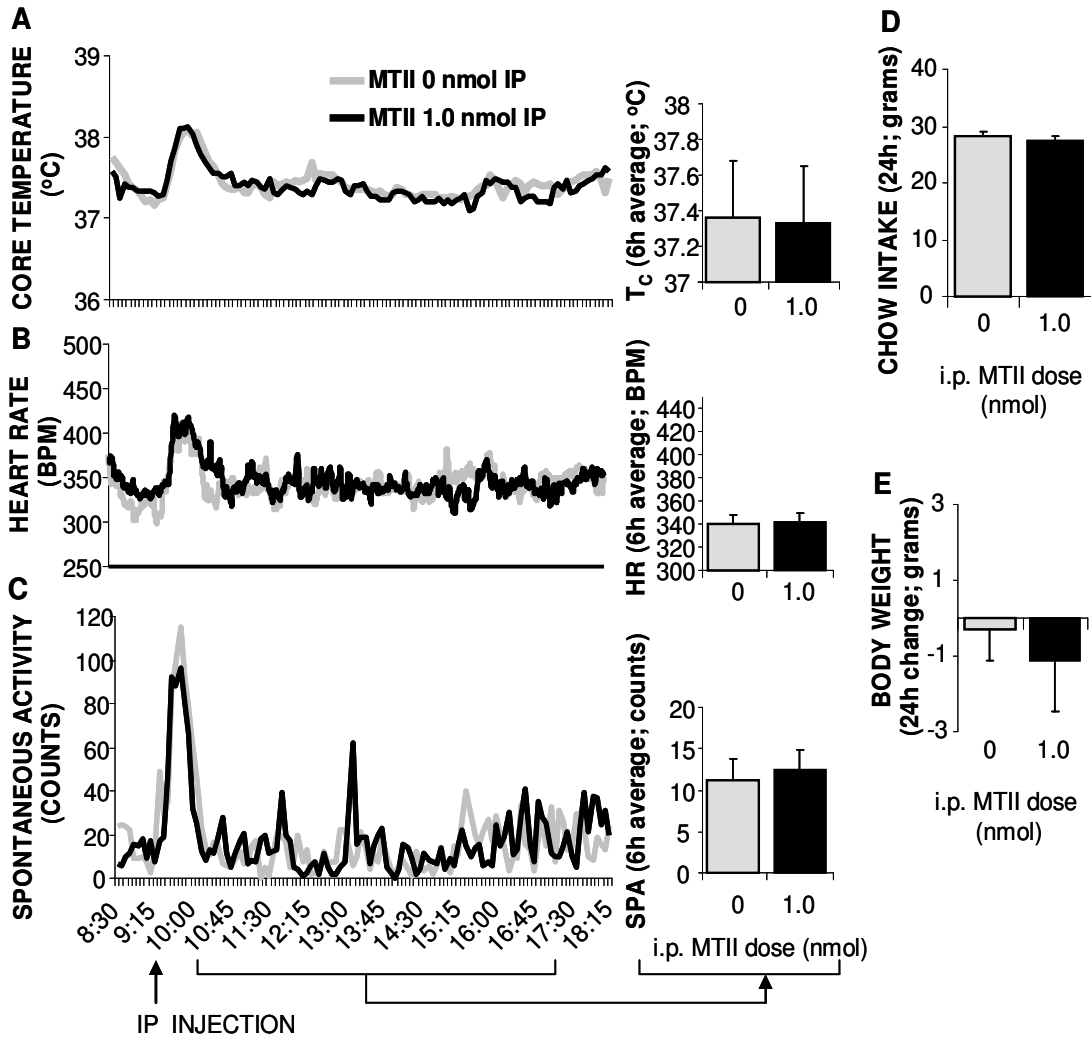 A
CORE TEMPERATURE
(ºC)
39
38
37
36
MTII 0 nmol IP
MTII 1.0 nmol IP
T_C (6h average; ºC)
38
37.8
37.6
37.4
37.2
37
0 1.0
B
HEART RATE
(BPM)
500
450
400
350
300
250
HR (6h average; BPM)
440
420
400
380
360
340
320
300
0 1.0
C
SPONTANEOUS ACTIVITY
(COUNTS)
120
100
80
60
40
20
0
8:30 9:15 10:00 10:45 11:30 12:15 13:00 13:45 14:30 15:15 16:00 16:45 17:30 18:15
IP INJECTION
SPA (6h average; counts)
20
15
10
5
0
0 1.0
i.p. MTII dose (nmol)
D
CHOW INTAKE (24h; grams)
40
30
20
10
0
0 1.0
i.p. MTII dose
(nmol)
E
BODY WEIGHT
(24h change; grams)
3
1
-1
-3
0 1.0
i.p. MTII dose
(nmol)